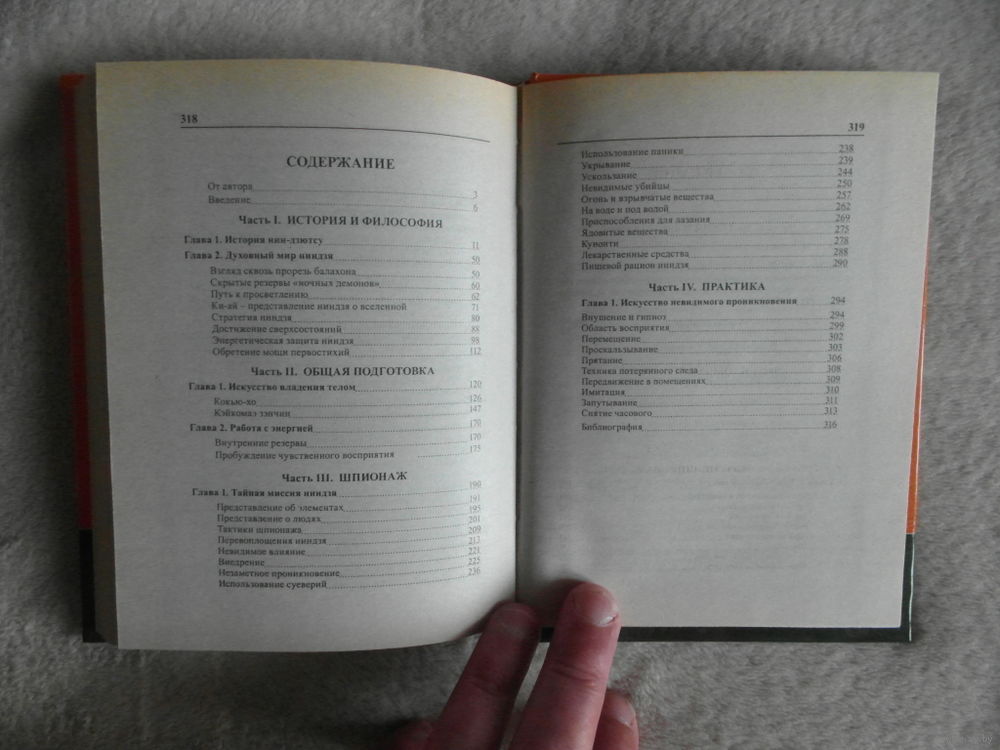 318
СОДЕРЖАНИЕ
От автора 3
Введение 6
Часть I. ИСТОРИЯ И ФИЛОСОФИЯ
Глава 1. История нин-дзютсу 11
Глава 2. Духовный мир ниндзя 50
Взгляд сквозь прорезь балахона 50
Скрытые резервы «ночных демонов» 60
Путь к просветлению 62
Ки-ай – представление ниндзя о вселенной 71
Стратегия ниндзя 80
Достижение сверхсостояний 88
Энергетическая защита ниндзя 98
Обретение мощи первостихий 112
Часть II. ОБЩАЯ ПОДГОТОВКА
Глава 1. Искусство владения телом 120
Кокью-хо 126
Кэйкомаэ 147
Глава 2. Работа с энергией 170
Внутренние резервы 170
Пробуждение чувственного восприятия 175
Часть III. ШПИОНАЖ
Глава 1. Тайная миссия ниндзя 190
Представление об элементах 191
Представление о людях 195
Тактики шпионажа 201
Перевоплощения ниндзя 209
Невидимое влияние 213
Внедрение 221
Незаметное проникновение 225
Использование суеверий 236
319
Использование паники 238
Укрывание 239
Ускользание 244
Невидимые убийцы 250
Огонь и взрывчатые вещества 257
На воде и под водой 262
Приспособления для лазания 269
Ядовитые вещества 275
Куноити 278
Лекарственные средства 288
Пищевой рацион ниндзя 290
Часть IV. ПРАКТИКА
Глава 1. Искусство невидимого проникновения 294
Внушение и гипноз 294
Область восприятия 299
Перемещение 302
Проскальзывание 303
Прятание 306
Техника потерянного следа 308
Передвижение в помещениях 309
Имитация 310
Запутывание 311
Снятие часового 313
Библиография 316